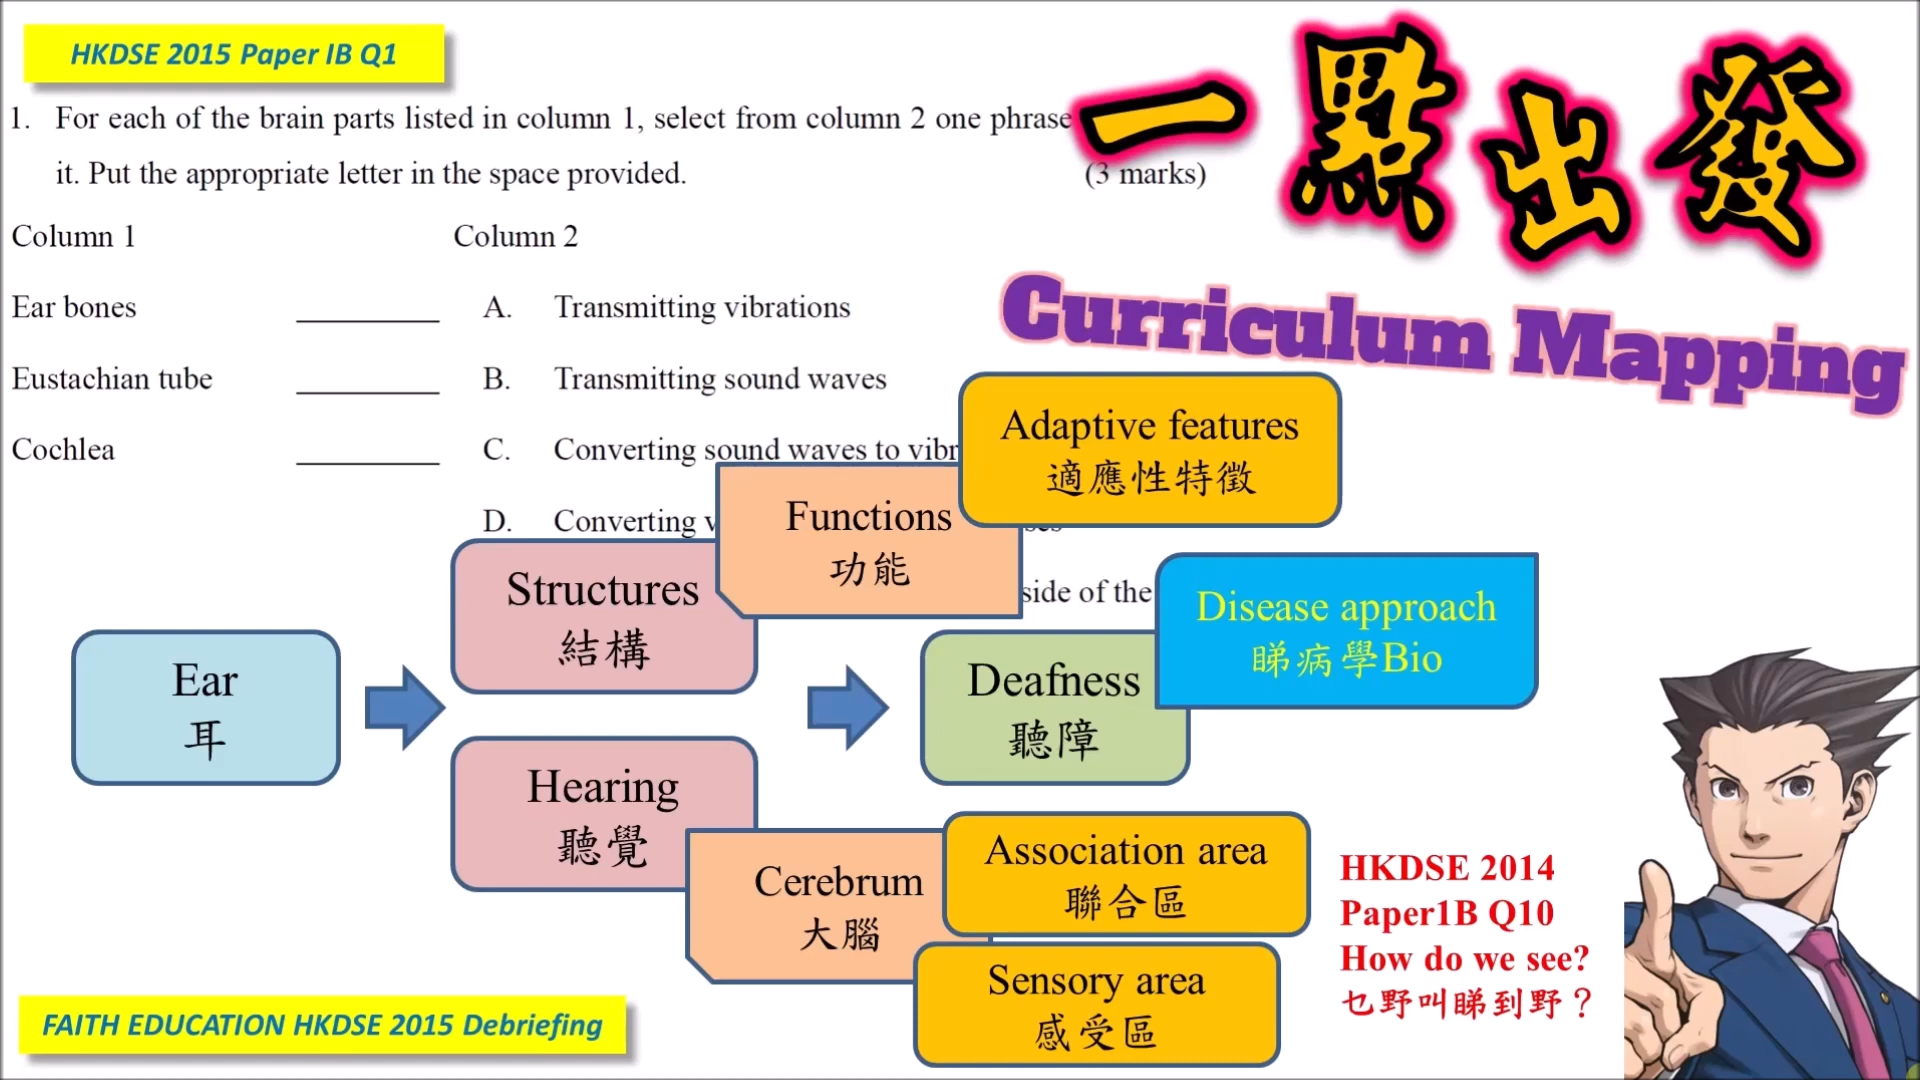 HKDSE 2015 Paper IB Q1
一點出發
1. For each of the brain parts listed in column 1, select from column 2 one phrase
it. Put the appropriate letter in the space provided. (3 marks)
Column 1 Column 2
Curriculum Mapping
Ear bones A. Transmitting vibrations
Eustachian tube B. Transmitting sound waves
Cochlea C. Converting sound waves to
D. Converting
side of the
Adaptive features
適應性特徵
Functions
功能
Structures
結構
Disease approach
睇病學Bio
Ear
耳
Deafness
聽障
Hearing
聽覺
Cerebrum
大腦
Association area
聯合區
Sensory area
感受區
HKDSE 2014
Paper1B Q10
How do we see?
乜野叫睇到野？
FAITH EDUCATION HKDSE 2015 Debriefing